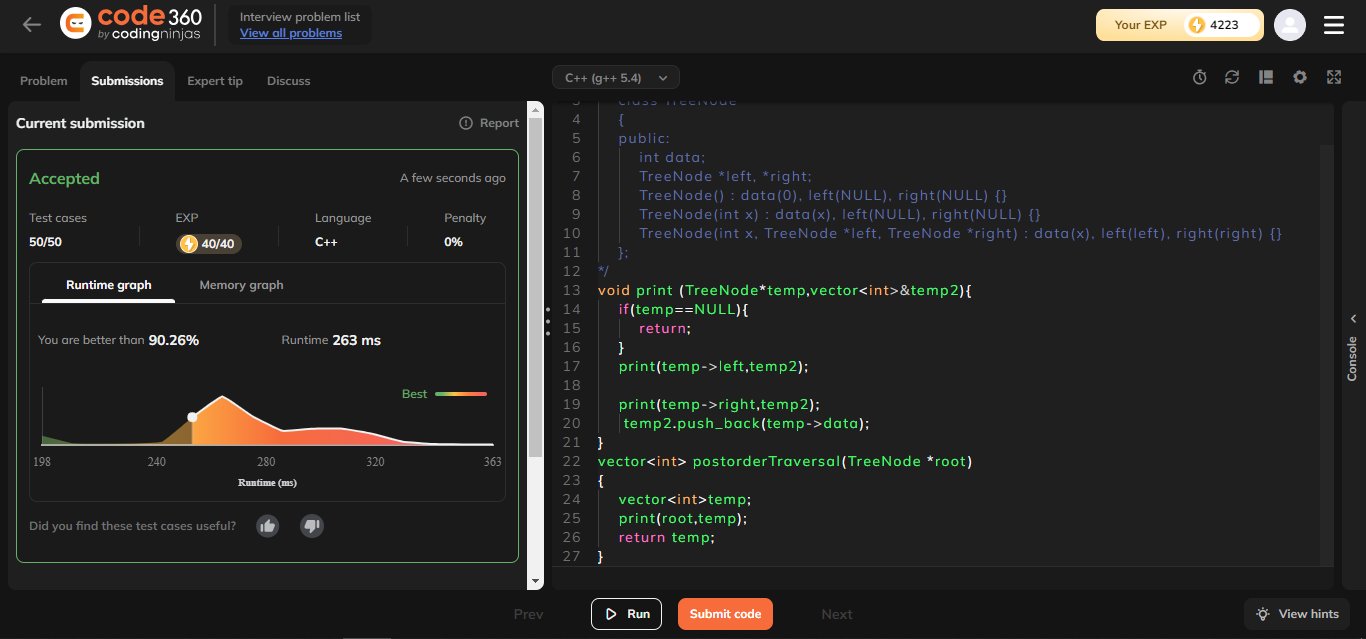 code 360
by codingninjas
Interview problem list
View all problems
Your EXP 4223
Problem Submissions Expert tip Discuss
C++ (g++ 5.4)
Current submission
Report
Accepted
A few seconds ago
Test cases EXP Language Penalty
50/50 40/40 C++ 0%
Runtime graph Memory graph
You are better than 90.26% Runtime 263 ms
Best
198 240 280 320 363
Runtime (ms)
Did you find these test cases useful?
3 class TreeNode
4 {
5 public:
6 int data;
7 TreeNode *left, *right;
8 TreeNode() : data(0), left(NULL), right(NULL) {}
9 TreeNode(int x) : data(x), left(NULL), right(NULL) {}
10 TreeNode(int x, TreeNode *left, TreeNode *right) : data(x), left(left), right(right) {}
11 };
12 */
13 void print (TreeNode*temp,vector<int>&temp2){
14 if(temp==NULL){
15 return;
16 }
17 print(temp->left,temp2);
18
19 print(temp->right,temp2);
20 temp2.push_back(temp->data);
21 }
22 vector<int> postorderTraversal(TreeNode *root)
23 {
24 vector<int>temp;
25 print(root,temp);
26 return temp;
27 }
Console
Prev Run Submit code Next View hints